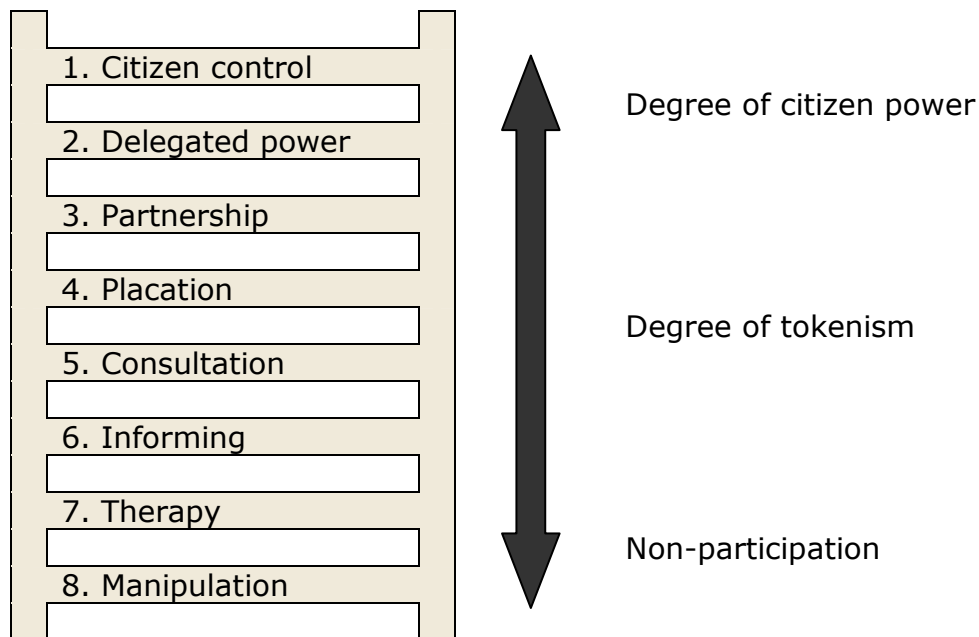 1. Citizen control
Degree of citizen power
2. Delegated power
3. Partnership
4. Placation
Degree of tokenism
5. Consultation
6. Informing
7. Therapy
Non-participation
8. Manipulation